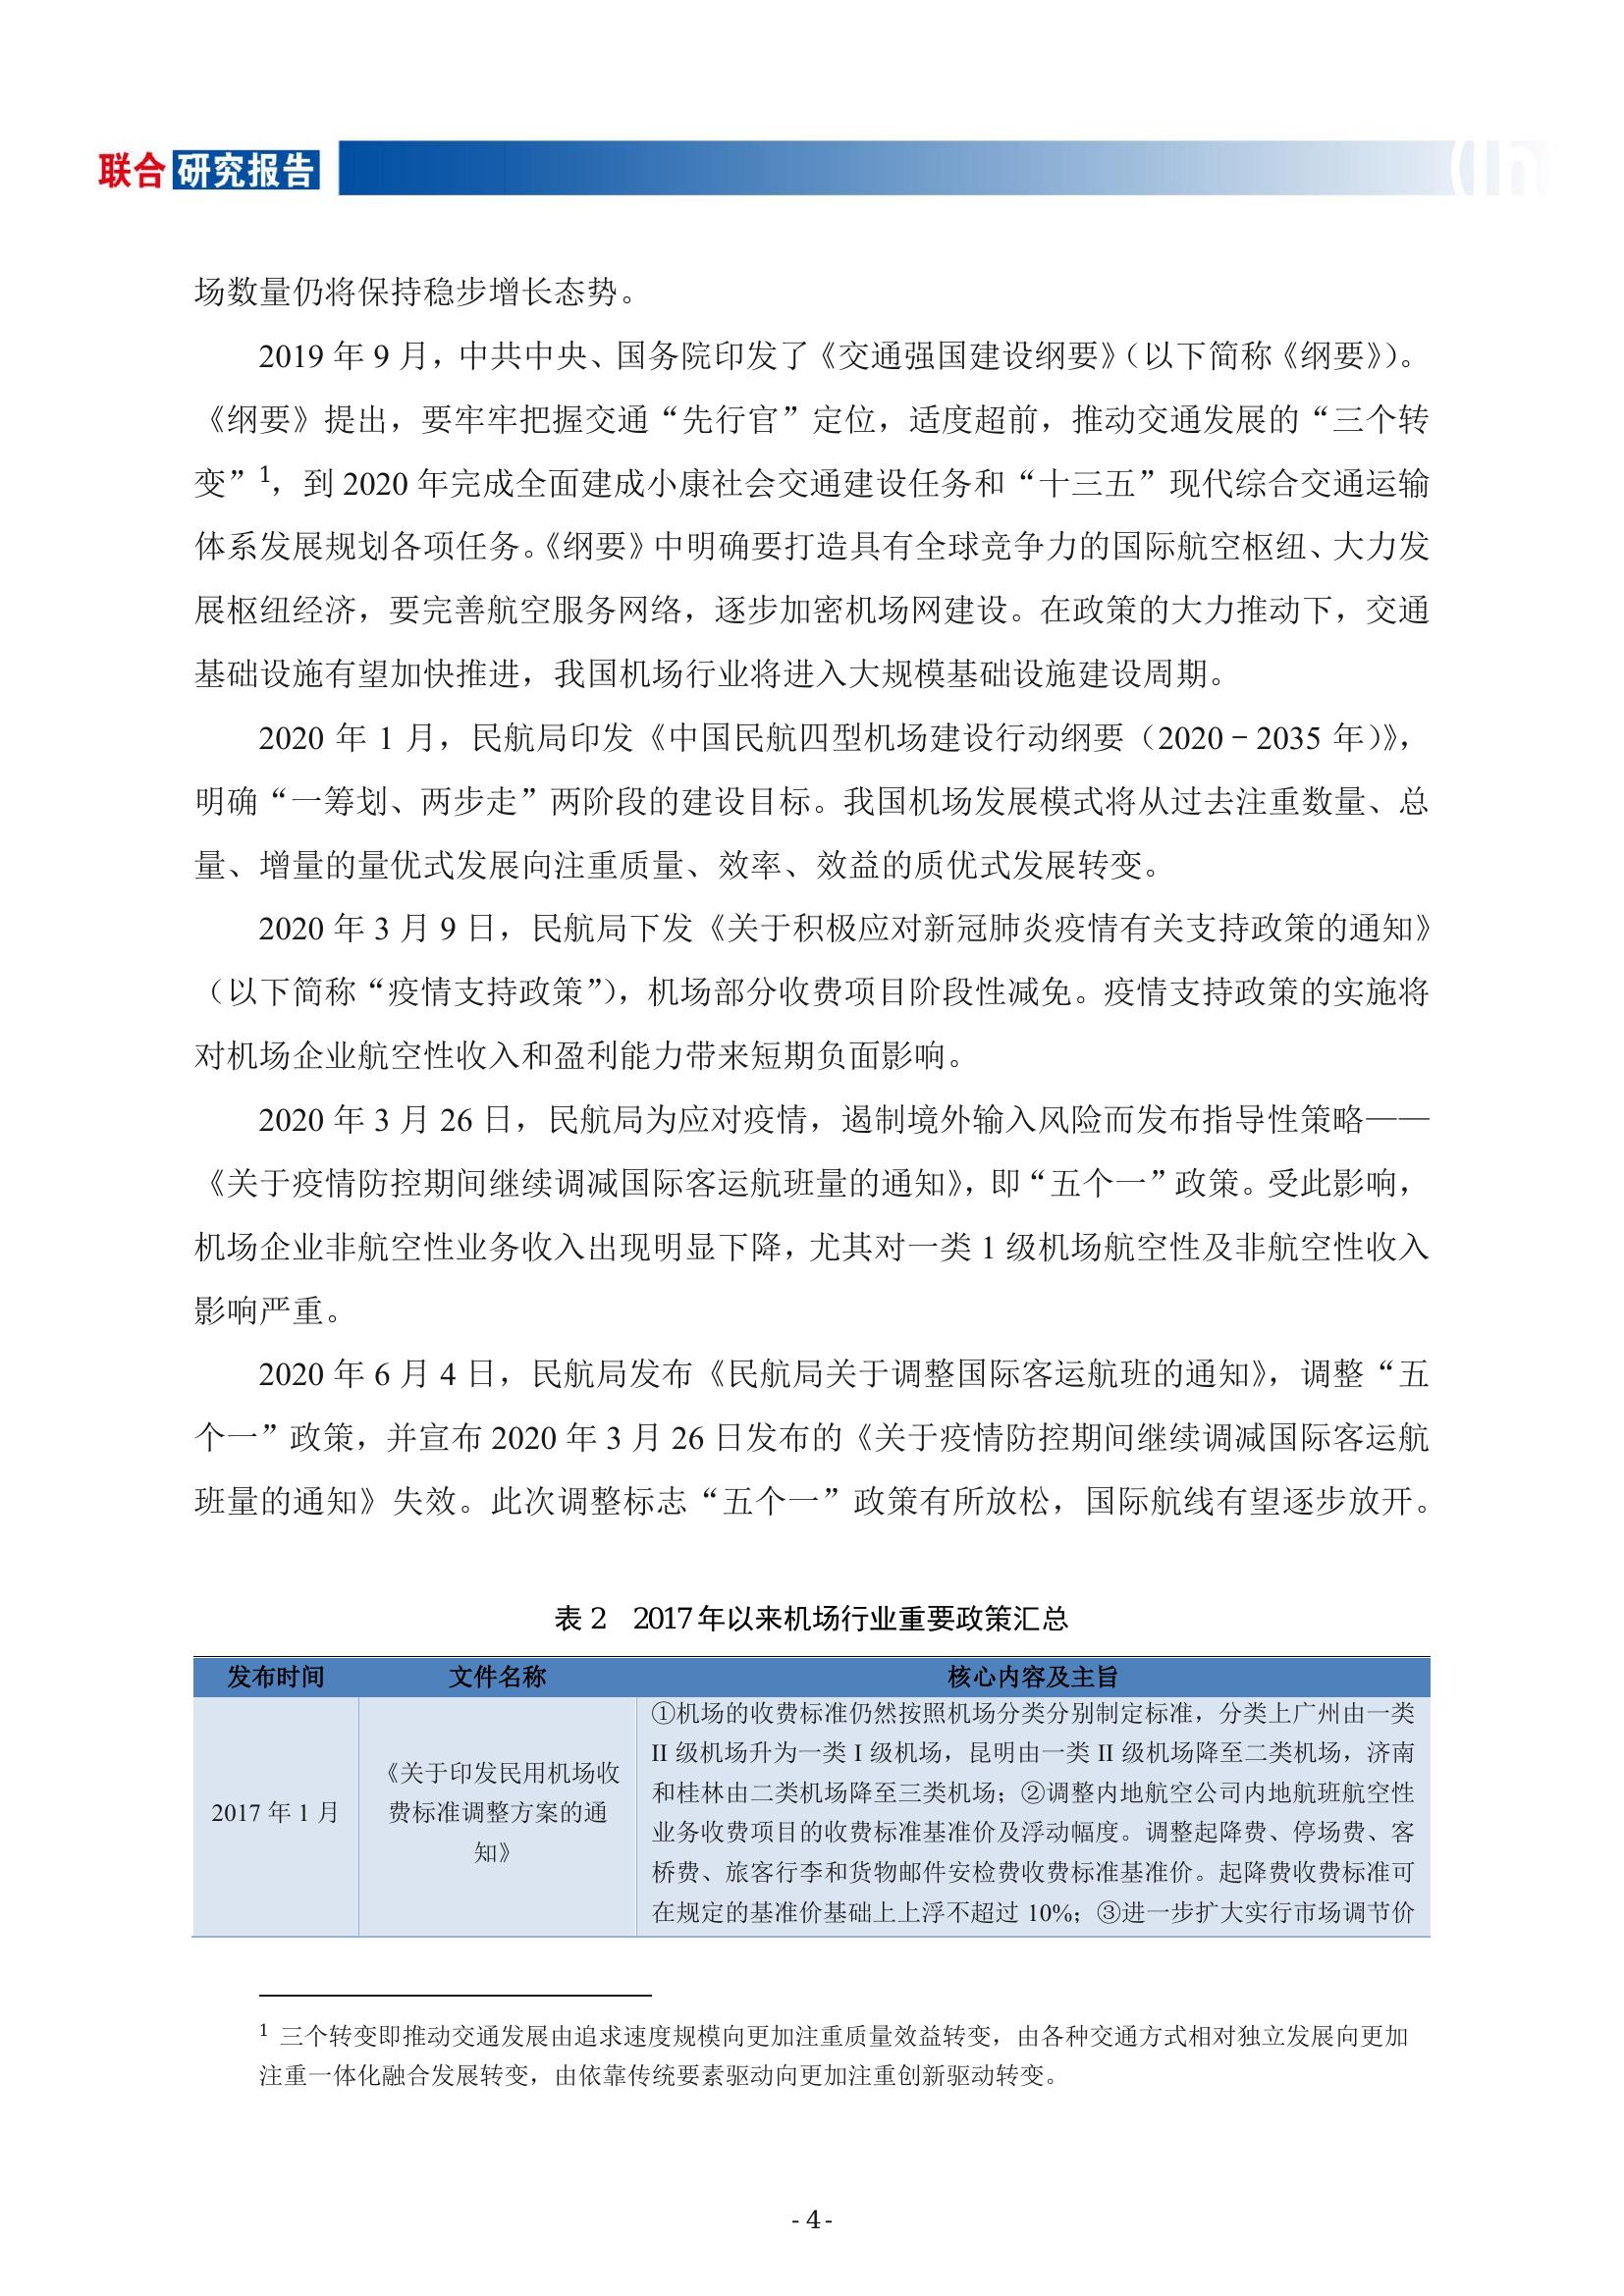 联合 研究报告
场数量仍将保持稳步增长态势。
2019 年 9 月，中共中央、国务院印发了《交通强国建设纲要》（以下简称《纲要》）。
《纲要》提出，要牢牢把握交通“先行官”定位，适度超前，推动交通发展的“三个转
变”1，到 2020 年完成全面建成小康社会交通建设任务和“十三五”现代综合交通运输
体系发展规划各项任务。《纲要》中明确要打造具有全球竞争力的国际航空枢纽、大力发
展枢纽经济，要完善航空服务网络，逐步加密机场网建设。在政策的大力推动下，交通
基础设施有望加快推进，我国机场行业将进入大规模基础设施建设周期。
2020 年 1 月，民航局印发《中国民航四型机场建设行动纲要（2020－2035 年）》，
明确“一筹划、两步走”两阶段的建设目标。我国机场发展模式将从过去注重数量、总
量、增量的量优式发展向注重质量、效率、效益的质优式发展转变。
2020 年 3 月 9 日，民航局下发《关于积极应对新冠肺炎疫情有关支持政策的通知》
（以下简称“疫情支持政策”），机场部分收费项目阶段性减免。疫情支持政策的实施将
对机场企业航空性收入和盈利能力带来短期负面影响。
2020 年 3 月 26 日，民航局为应对疫情，遏制境外输入风险而发布指导性策略——
《关于疫情防控期间继续调减国际客运航班量的通知》，即“五个一”政策。受此影响，
机场企业非航空性业务收入出现明显下降，尤其对一类 1 级机场航空性及非航空性收入
影响严重。
2020 年 6 月 4 日，民航局发布《民航局关于调整国际客运航班的通知》，调整“五
个一”政策，并宣布 2020 年 3 月 26 日发布的《关于疫情防控期间继续调减国际客运航
班量的通知》失效。此次调整标志“五个一”政策有所放松，国际航线有望逐步放开。
表 2 2017 年以来机场行业重要政策汇总
发布时间 文件名称 核心内容及主旨
2017 年 1 月
《关于印发民用机场收
费标准调整方案的通
知》
①机场的收费标准仍然按照机场分类分别制定标准，分类上广州由一类
II 级机场升为一类 I 级机场，昆明由一类 II 级机场降至二类机场，济南
和桂林由二类机场降至三类机场；②调整内地航空公司内地航班航空性
业务收费项目的收费标准基准价及浮动幅度。调整起降费、停场费、客
桥费、旅客行李和货物邮件安检费收费标准基准价。起降费收费标准可
在规定的基准价基础上上浮不超过 10%；③进一步扩大实行市场调节价
1 三个转变即推动交通发展由追求速度规模向更加注重质量效益转变，由各种交通方式相对独立发展向更加
注重一体化融合发展转变，由依靠传统要素驱动向更加注重创新驱动转变。
- 4 -